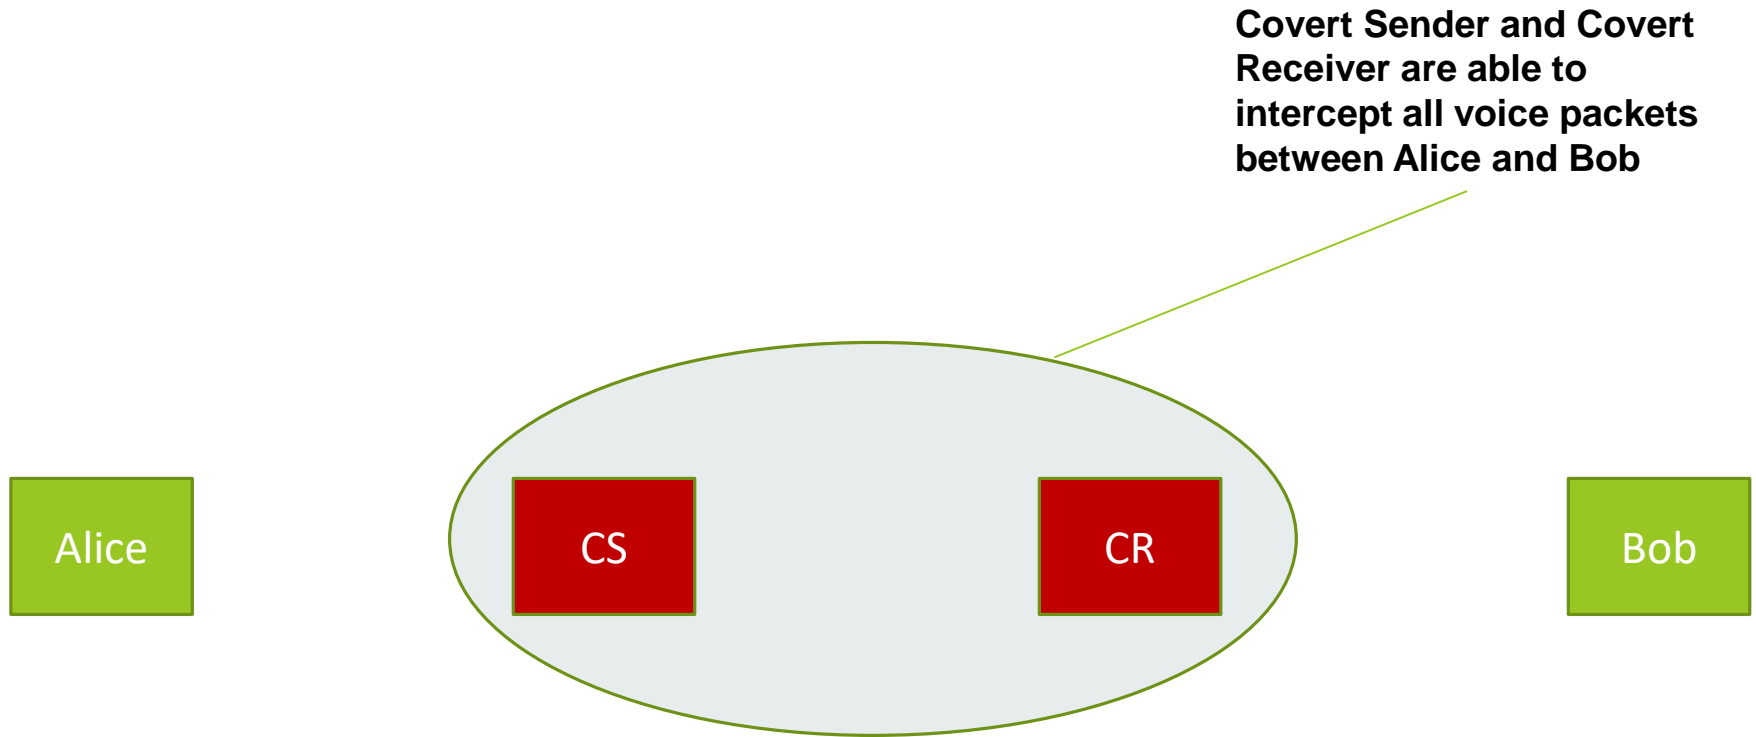 Covert Sender and Covert
Receiver are able to
intercept all voice packets
between Alice and Bob
Alice
CS
CR
Bob